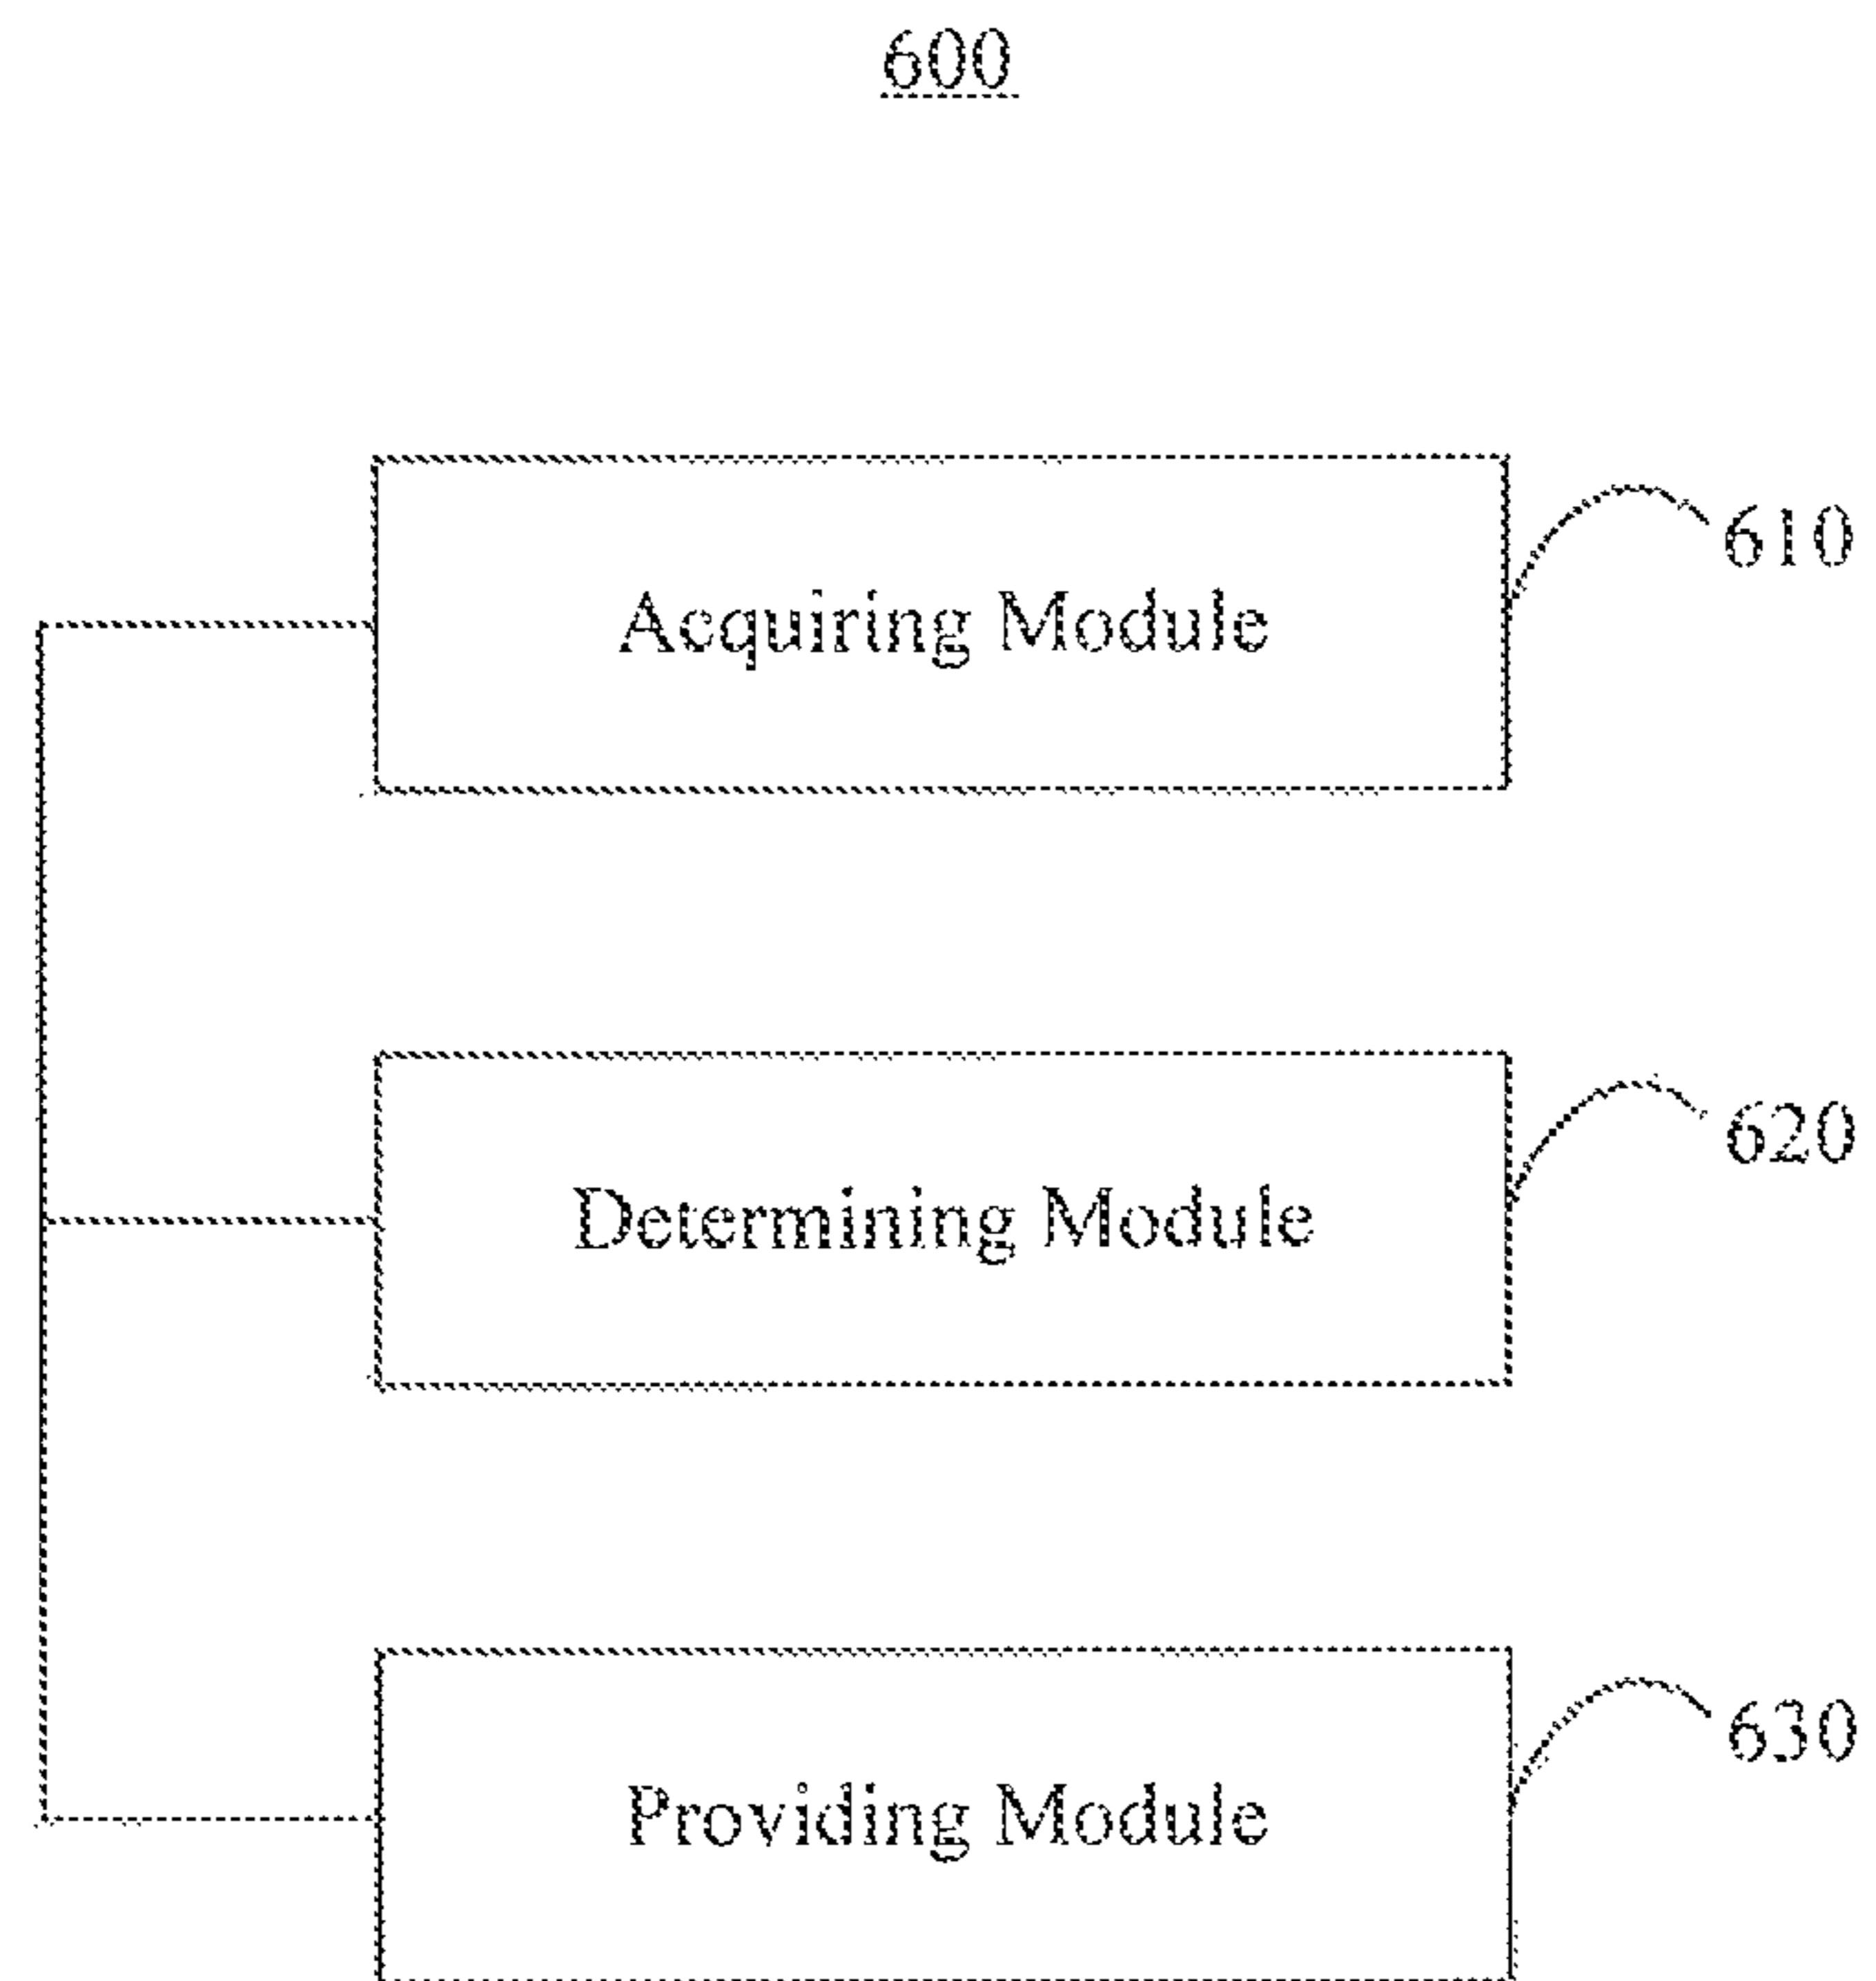 600
Acquiring Module
610
Determining Module
620
Providing Module
630